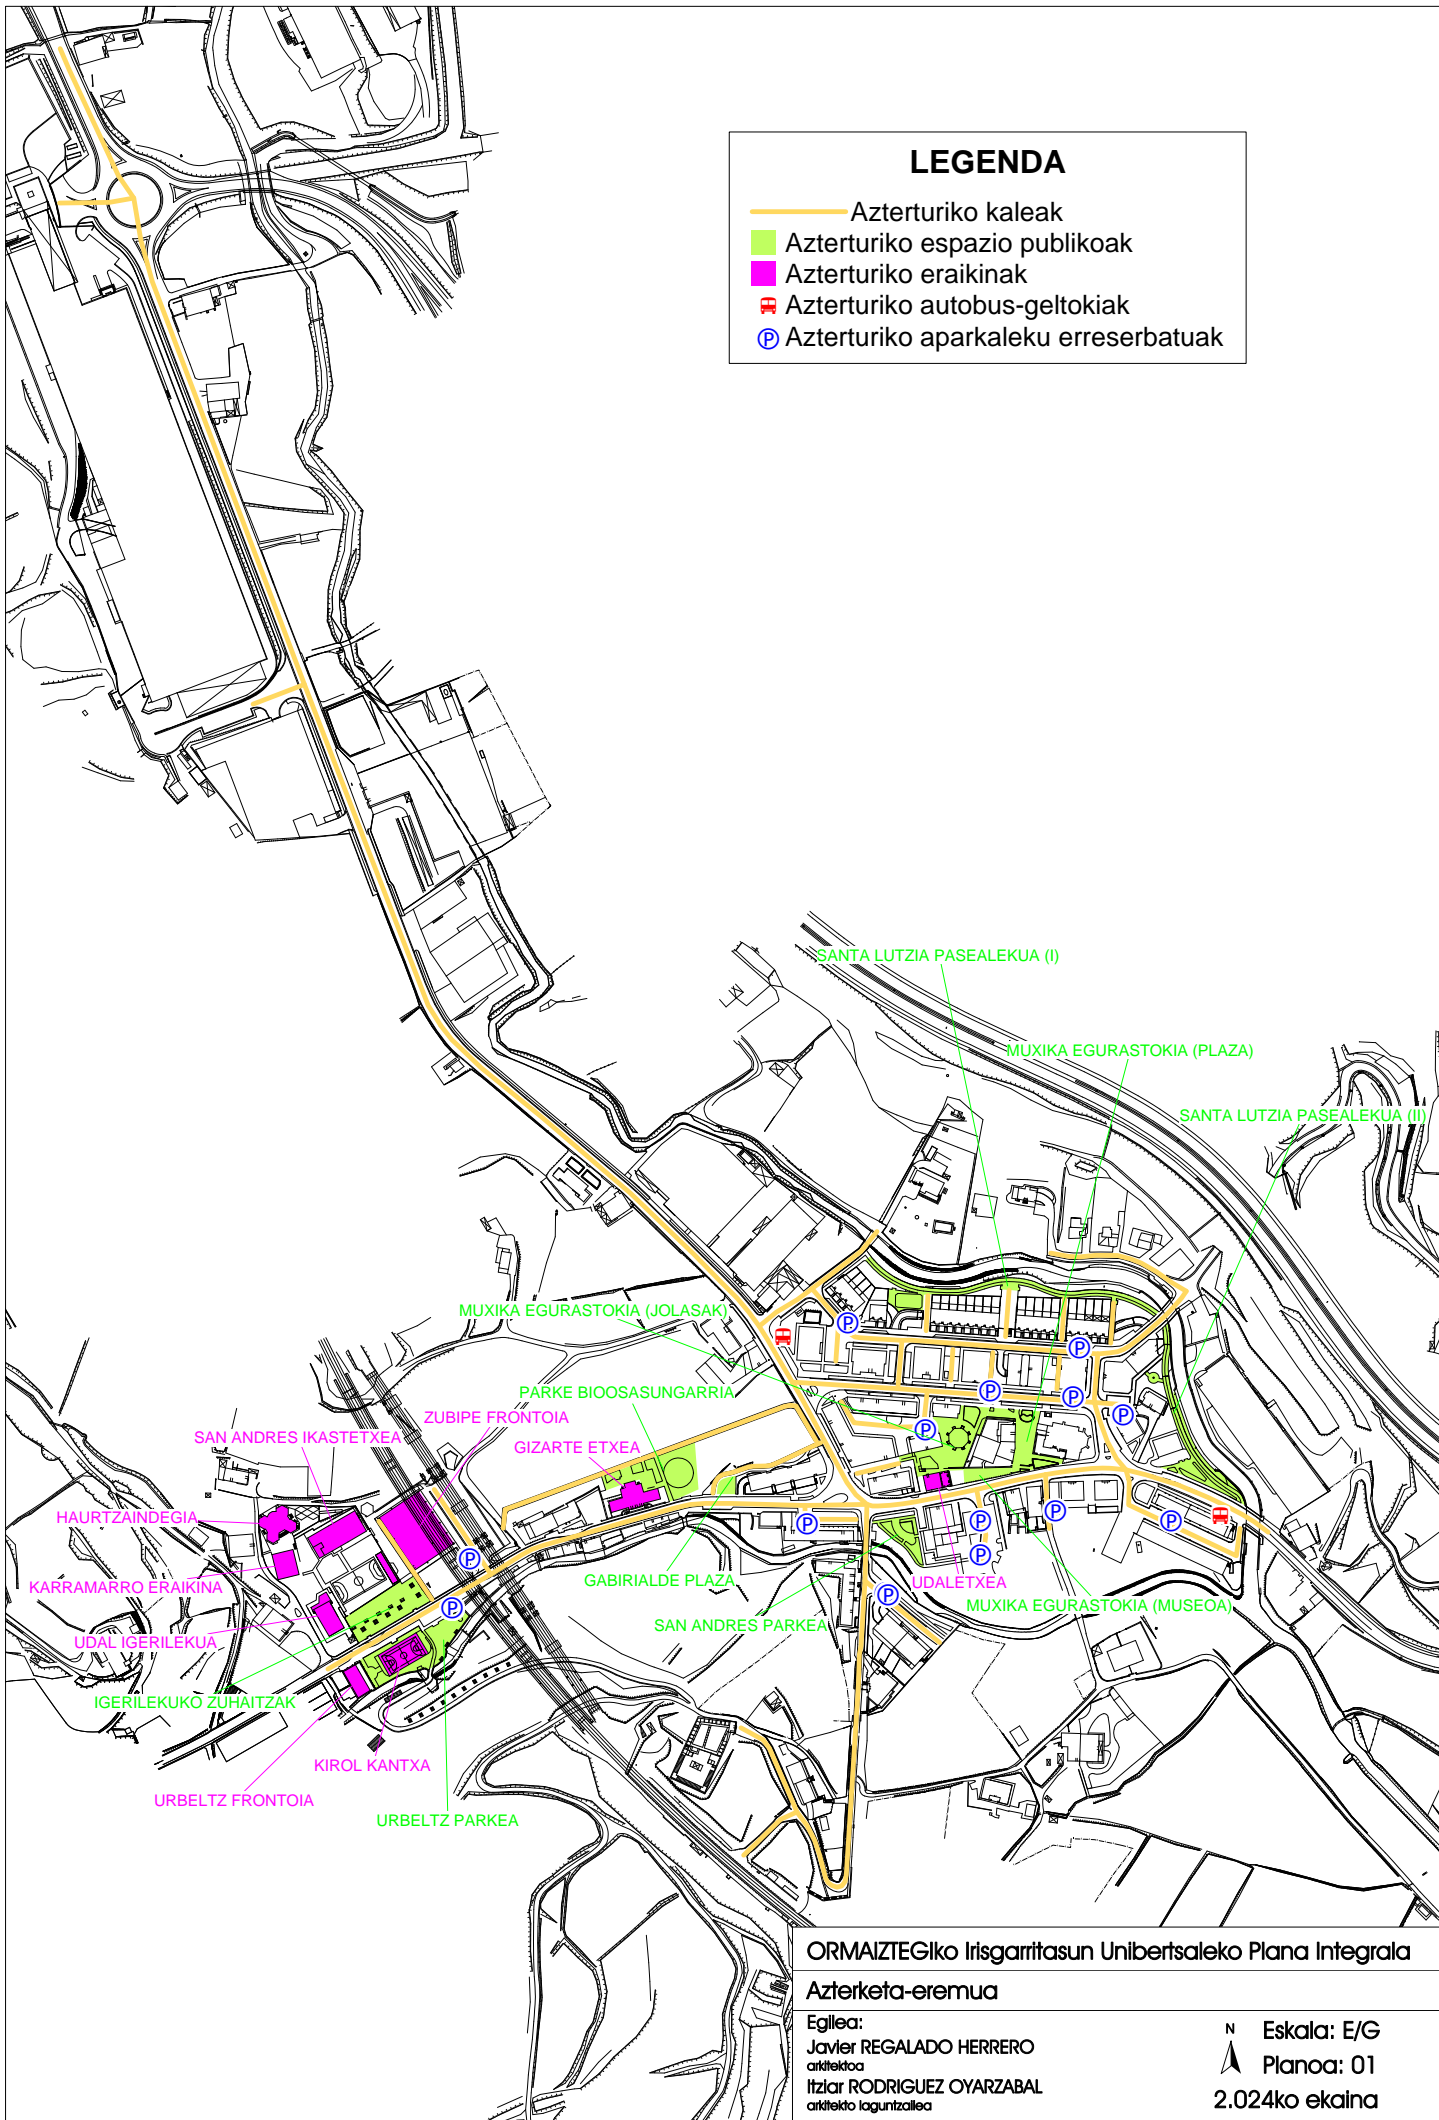 LEGENDA
Azterturiko kaleak
Azterturiko espazio publikoak
Azterturiko eraikinak
Azterturiko autobus-geltokiak
P Azterturiko aparkaleku erreserbatuak
SANTA LUTZIA PASEALEKUA (I)
MUXIKA EGURASTOKIA (PLAZA)
SANTA LUTZIA PASEALEKUA (II)
MUXIKA EGURASTOKIA (JOLASAK)
P
P
PARKE BIOOSASUNGARRIA
P
P
ZUBIPE FRONTOIA
P
SAN ANDRES IKASTETXEA
P
GIZARTE ETXEA
HAURTZAINDEGIA
P
P
P
P
P
P
KARRAMARRO ERAIKINA
GABIRIALDE PLAZA
UDALETXEA
P
P
MUXIKA EGURASTOKIA (MUSEOA)
SAN ANDRES PARKEA
UDAL IGERILEKUA
IGERILEKUKO ZUHAITZAK
KIROL KANTXA
URBELTZ FRONTOIA
URBELTZ PARKEA
ORMAIZTEGIko Irisgarritasun Unibertsaleko Plana Integrala
Azterketa-eremua
Egilea:
Javier REGALADO HERRERO
arkitektoa
Itziar RODRIGUEZ OYARZABAL
arkitekto laguntzailea
N
Eskala: E/G
Planoa: 01
2.024ko ekaina